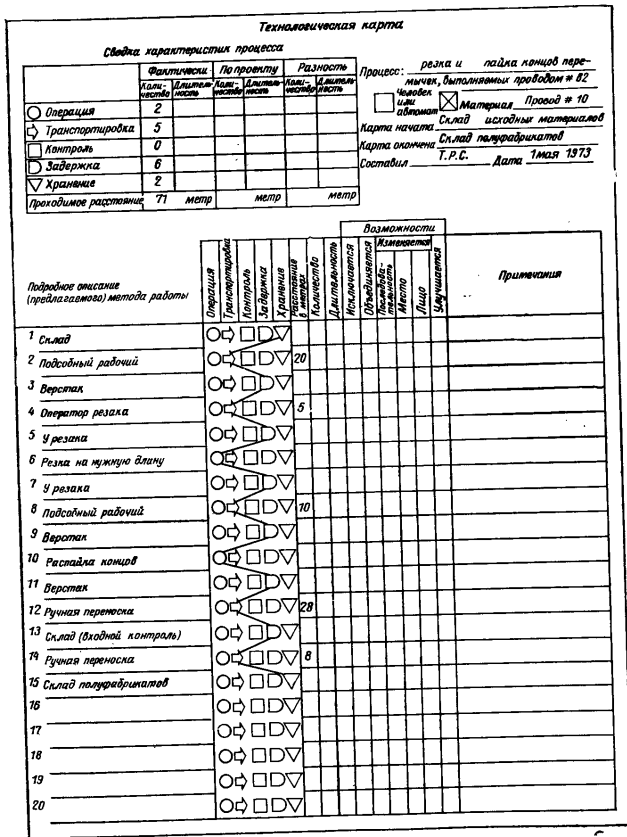 Технологическая карта
Сводка характеристик процесса
Фактически По проекту Разность
Коли-чество Длитель-ность Коли-чество Длитель-ность Коли-чество Длитель-ность
Операция 2
Транспортировка 5
Контроль 0
Задержка 6
Хранение 2
Проходимое расстояние 71 метр метр метр
Процесс: резка и пайка концов пере-
мычек, выполняемых проводом # 82
Человек или автомат Материал Провод # 10
Карта начата Склад исходных материалов
Карта окончена Склад полуфабрикатов
Составил Т.Р.С. Дата 1 мая 1973
Возможности
Изменяется
Подробное описание
(предлагаемого) метода работы
Операция
Транспортировка
Контроль
Задержка
Хранение
Расстояние в метрах
Количество
Длительность
Исключается
Объединяется
Последова-тельность
Место
Лицо
Улучшается
Примечания
1 Склад
2 Подсобный рабочий 20
3 Верстак
4 Оператор резака 5
5 У резака
6 Резка на нужную длину
7 У резака
8 Подсобный рабочий 10
9 Верстак
10 Распайка концов
11 Верстак
12 Ручная переноска 28
13 Склад (входной контроль)
14 Ручная переноска 8
15 Склад полуфабрикатов
16
17
18
19
20